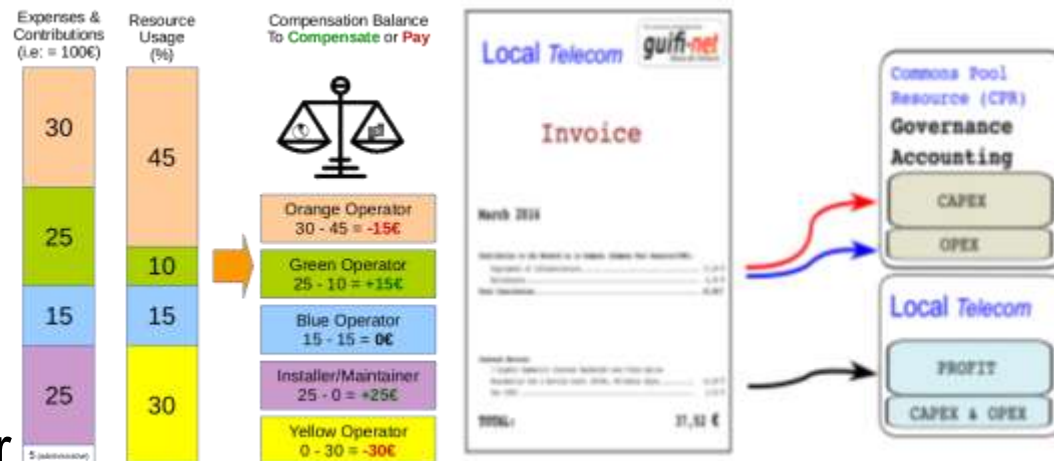 Expenses &
Contributions
(i.e: = 100€)
30
25
15
25
5
Resource
Usage
(%)
45
10
15
30
Compensation Balance
To Compensate or Pay
Orange Operator
30 - 45 = -15€
Green Operator
25 - 10 = +15€
Blue Operator
15 - 15 = 0€
Installer/Maintainer
25 - 0 = +25€
Yellow Operator
0 - 30 = -30€
r
Local Telecom
guifi·net
Invoice
March 2016
TOTAL: 37,52 €
Commons Pool
Resource (CPR)
Governance
Accounting
CAPEX
OPEX
Local Telecom
PROFIT
CAPEX & OPEX